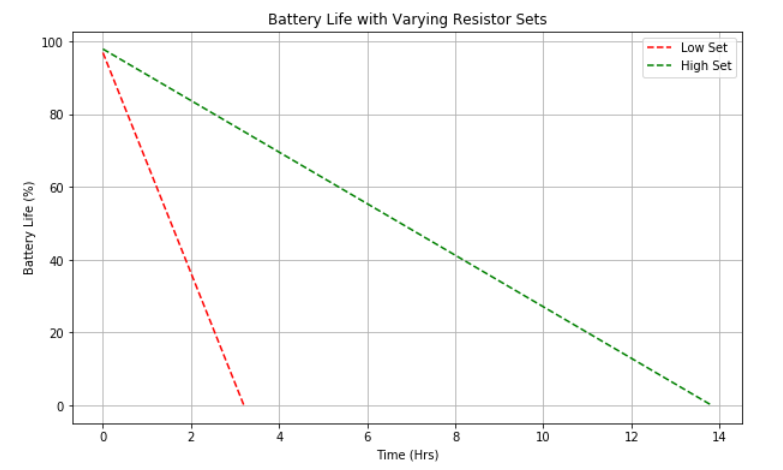 Battery Life with Varying Resistor Sets
Low Set
High Set
100
80
60
40
20
0
Battery Life (%)
0 2 4 6 8 10 12 14
Time (Hrs)